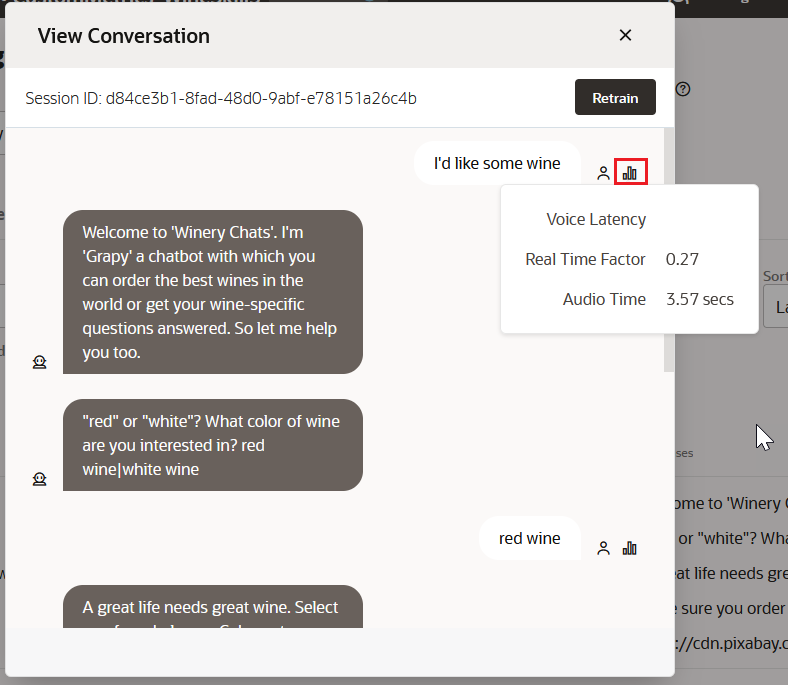 View Conversation
Session ID: d84ce3b1-8fad-48d0-9abf-e78151a26c4b
Retrain
I'd like some wine
Voice Latency
Real Time Factor 0.27
Audio Time 3.57 secs
Welcome to 'Winery Chats'. I'm
'Grapy' a chatbot with which you
can order the best wines in the
world or get your wine-specific
questions answered. So let me help
you too.
"red" or "white"? What color of wine
are you interested in? red
wine|white wine
red wine
A great life needs great wine. Select
Sort
ses
ome to 'Winery C
or "white"? Wha
eat life needs gre
e sure you order
://cdn.pixabay.c